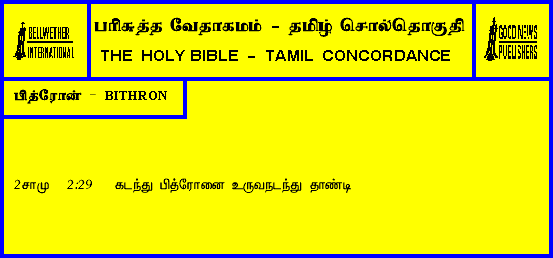 BELLWETHER
INTERNATIONAL
பரிசுத்த வேதாகமம் - தமிழ் சொல்தொகுதி
THE HOLY BIBLE - TAMIL CONCORDANCE
GOOD NEWS
PUBLISHERS
பித்ரோன் - BITHRON
2சாமு 2:29 கடந்து பித்ரோனை உருவநடந்து தாண்டி